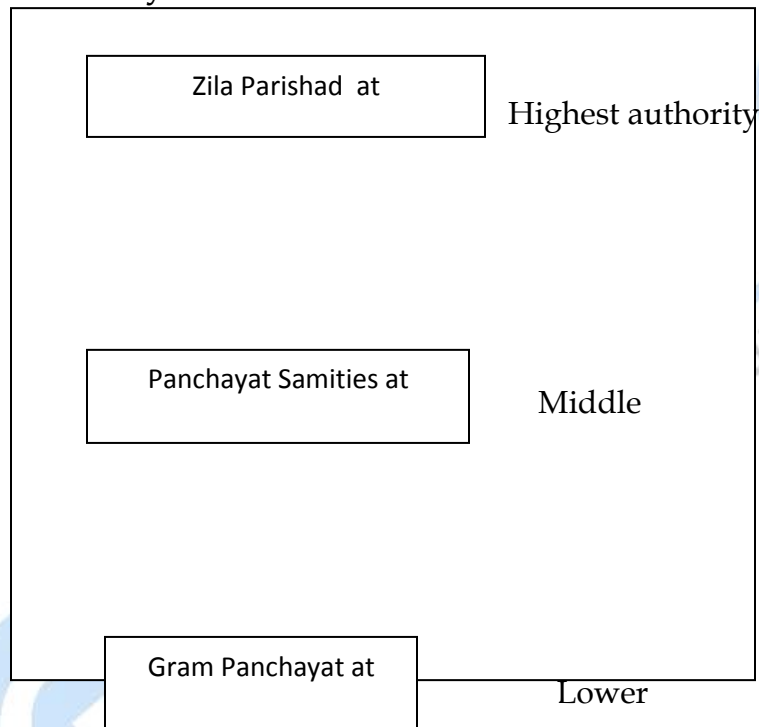 Zila Parishad at
Highest authority
Panchayat Samities at
Middle
Gram Panchayat at
Lower